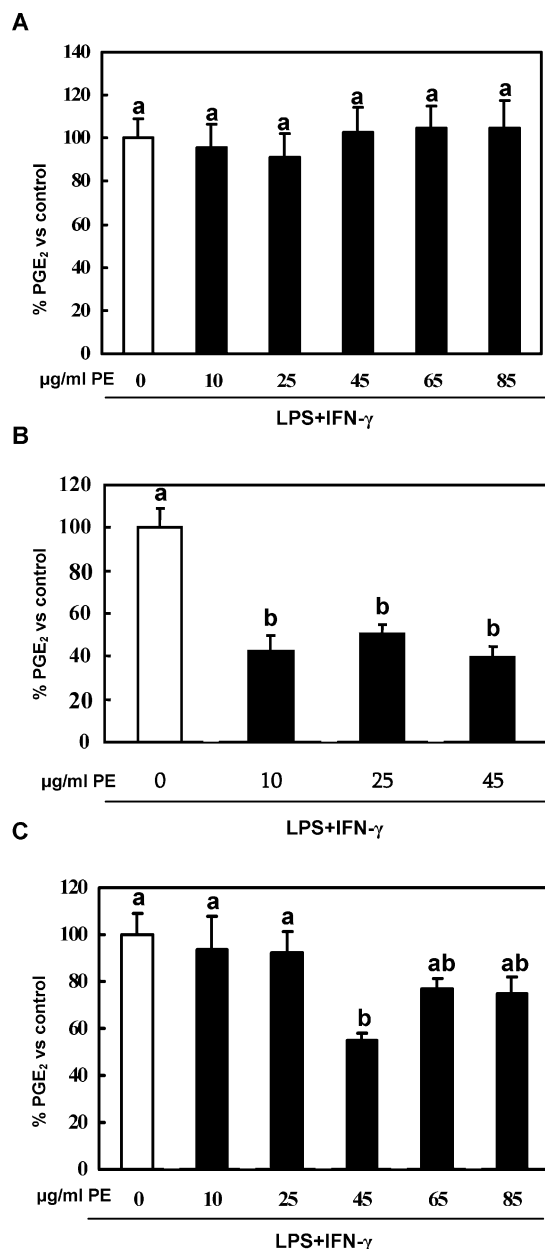 A
140
120
100
80
60
40
20
0
% PGE₂ vs control
a a a a a a
µg/ml PE 0 10 25 45 65 85
LPS+IFN-γ
B
120
100
80
60
40
20
0
% PGE₂ vs control
a b b b
µg/ml PE 0 10 25 45
LPS+IFN-γ
C
120
100
80
60
40
20
0
% PGE₂ vs control
a a a b ab ab
µg/ml PE 0 10 25 45 65 85
LPS+IFN-γ